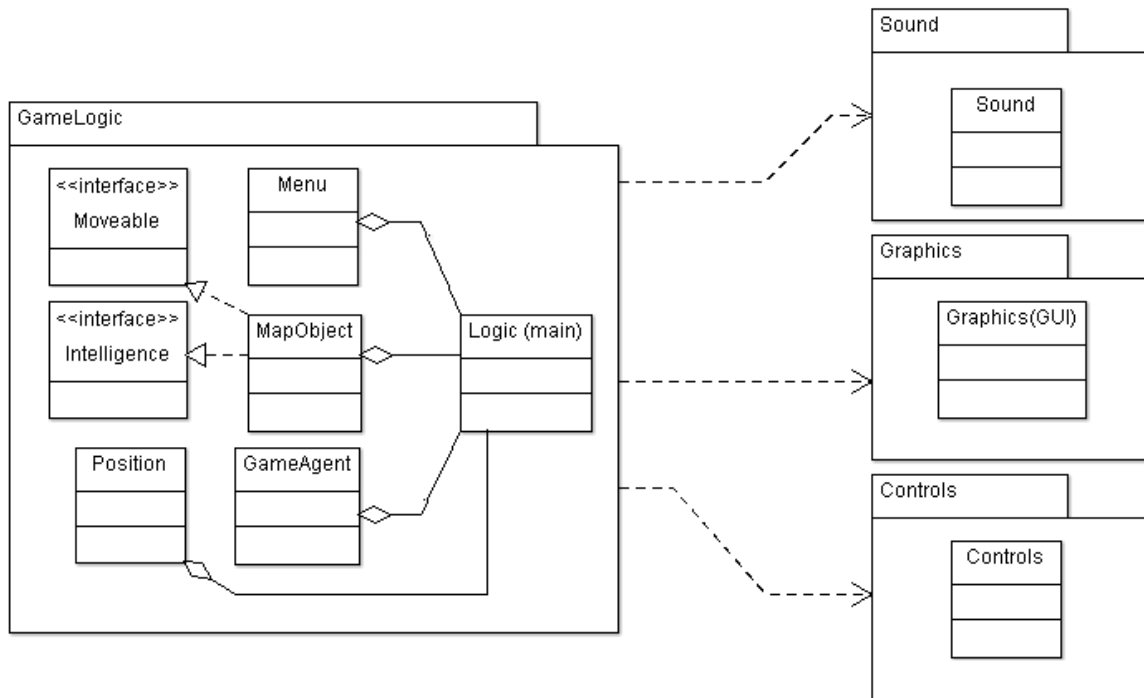 GameLogic
<<interface>>
Moveable
Menu
<<interface>>
Intelligence
MapObject
Logic (main)
Position
GameAgent
Sound
Sound
Graphics
Graphics(GUI)
Controls
Controls